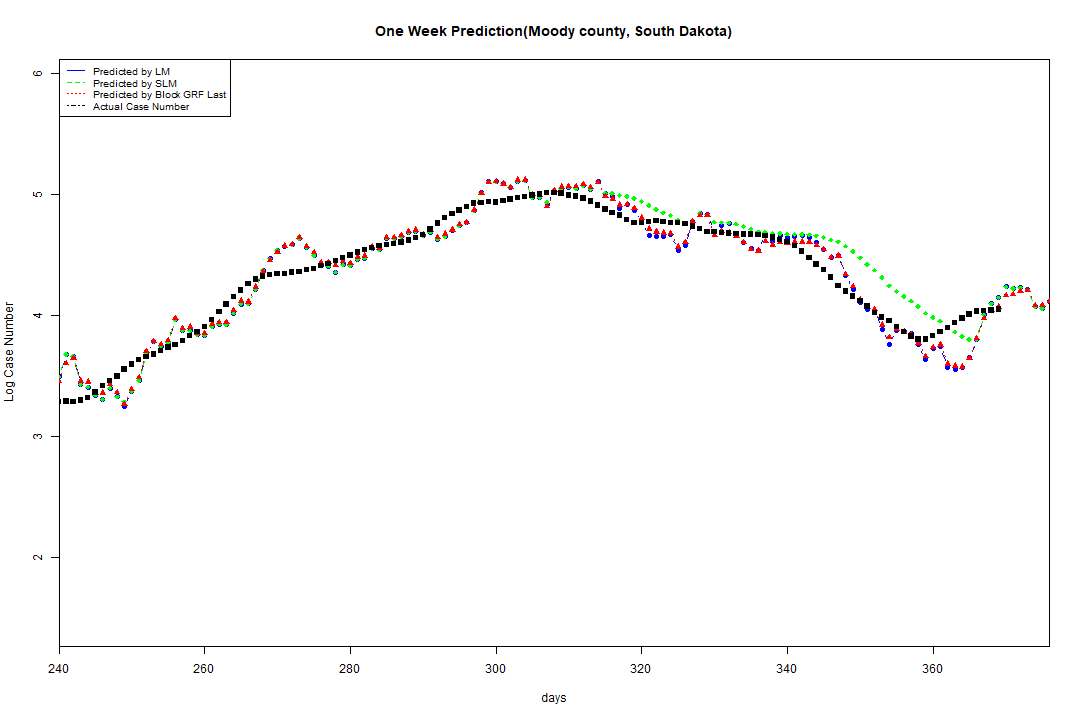 One Week Prediction(Moody county, South Dakota)
Predicted by LM
Predicted by SLM
Predicted by Block GRF Last
Actual Case Number
6
5
4
3
2
Log Case Number
240 260 280 300 320 340 360
days